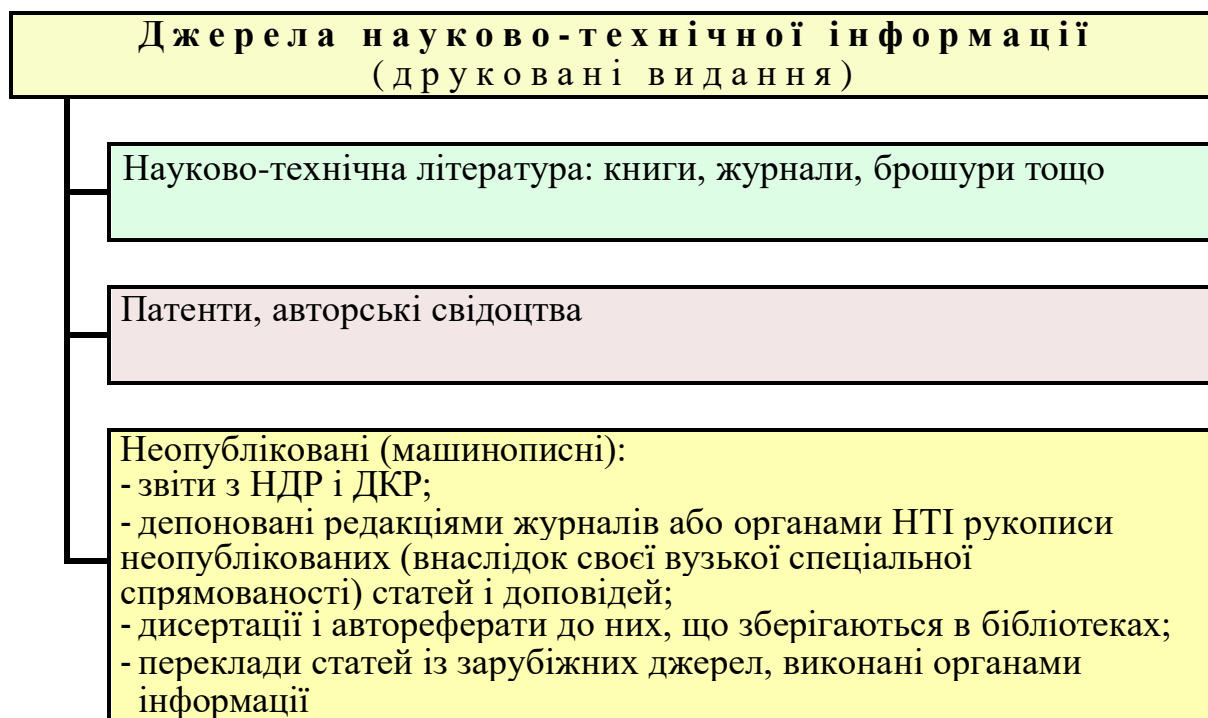 Джерела науково-технічної інформації
(друковані видання)
Науково-технічна література: книги, журнали, брошури тощо
Патенти, авторські свідоцтва
Неопубліковані (машинописні):
- звіти з НДР і ДКР;
- депоновані редакціями журналів або органами НТІ рукописи
неопублікованих (внаслідок своєї вузької спеціальної
спрямованості) статей і доповідей;
- дисертації і автореферати до них, що зберігаються в бібліотеках;
- переклади статей із зарубіжних джерел, виконані органами
інформації